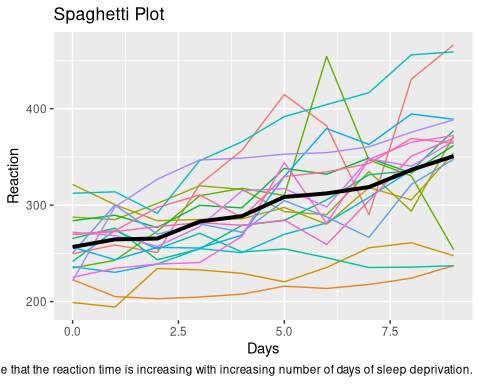 Spaghetti Plot
400
300
200
Reaction
0.0 2.5 5.0 7.5
Days
e that the reaction time is increasing with increasing number of days of sleep deprivation.